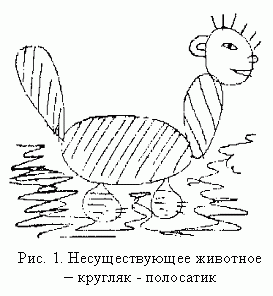 Рис. 1. Несуществующее животное
– кругляк - полосатик